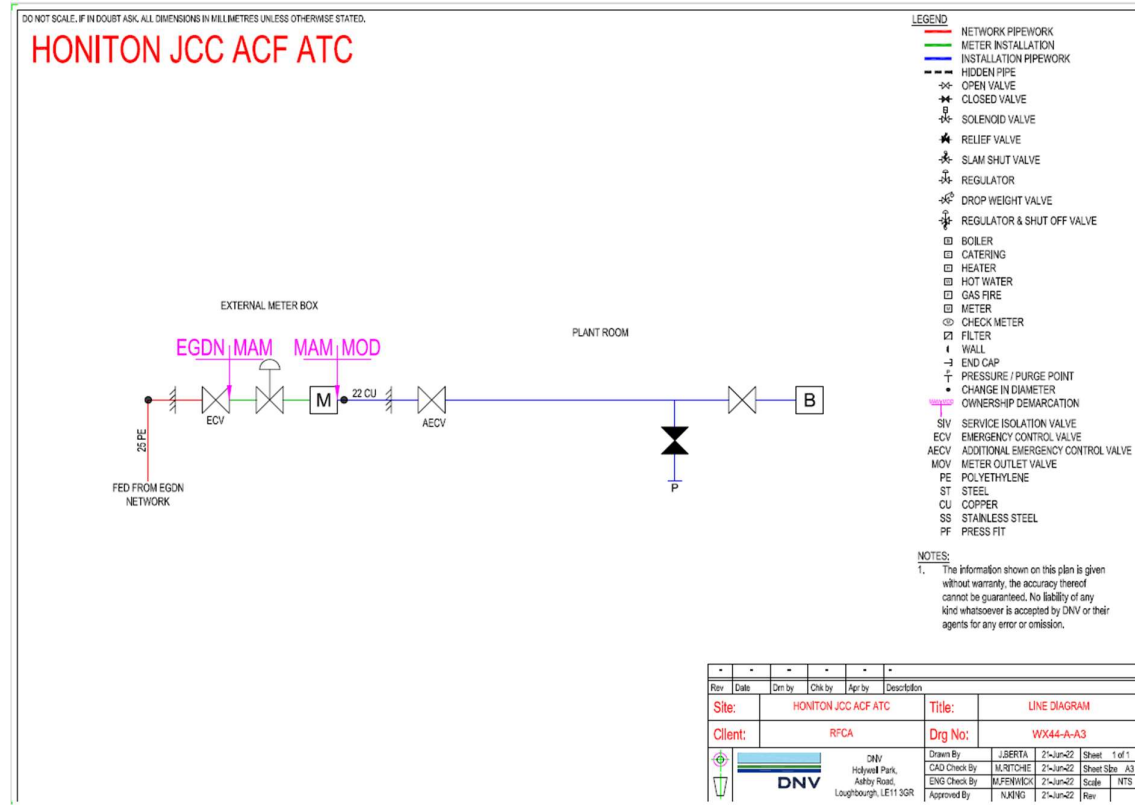 DO NOT SCALE. IF IN DOUBT ASK. ALL DIMENSIONS IN MILLIMETRES UNLESS OTHERWISE STATED.
HONITON JCC ACF ATC
EXTERNAL METER BOX
PLANT ROOM
EGDN MAM
MAM MOD
M
22 CU
B
ECV
AECV
25 PE
P
FED FROM EGDN
NETWORK
LEGEND
NETWORK PIPEWORK
METER INSTALLATION
INSTALLATION PIPEWORK
HIDDEN PIPE
OPEN VALVE
CLOSED VALVE
SOLENOID VALVE
RELIEF VALVE
SLAM SHUT VALVE
REGULATOR
DROP WEIGHT VALVE
REGULATOR & SHUT OFF VALVE
BOILER
CATERING
HEATER
HOT WATER
GAS FIRE
METER
CHECK METER
FILTER
WALL
END CAP
P PRESSURE / PURGE POINT
CHANGE IN DIAMETER
OWNERSHIP DEMARCATION
SIV SERVICE ISOLATION VALVE
ECV EMERGENCY CONTROL VALVE
AECV ADDITIONAL EMERGENCY CONTROL VALVE
MOV METER OUTLET VALVE
PE POLYETHYLENE
ST STEEL
CU COPPER
SS STAINLESS STEEL
PF PRESS FIT
NOTES:
1. The information shown on this plan is given
without warranty, the accuracy thereof
cannot be guaranteed. No liability of any
kind whatsoever is accepted by DNV or their
agents for any error or omission.
- - - - - -
Rev Date Drn by Chk by Apr by Description
Site: HONITON JCC ACF ATC Title: LINE DIAGRAM
Client: RFCA Drg No: WX44-A-A3
DNV
DNV
Holywell Park,
Ashby Road,
Loughbourgh, LE11 3GR
Drawn By J.BERTA 21-Jun-22 Sheet 1 of 1
CAD Check By M.RITCHIE 21-Jun-22 Sheet Size A3
ENG Check By M.FENWICK 21-Jun-22 Scale NTS
Approved By N.KING 21-Jun-22 Rev